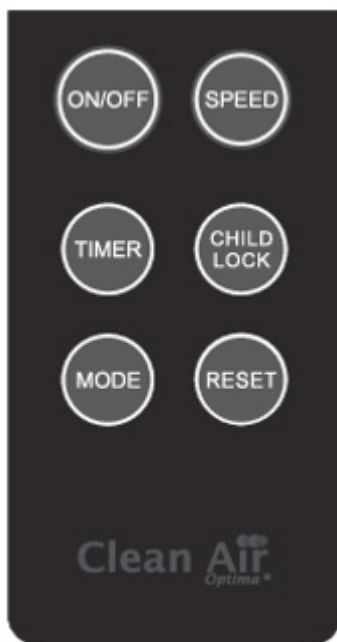 ON/OFF
SPEED
TIMER
CHILD
LOCK
MODE
RESET
Clean Air
Optima®